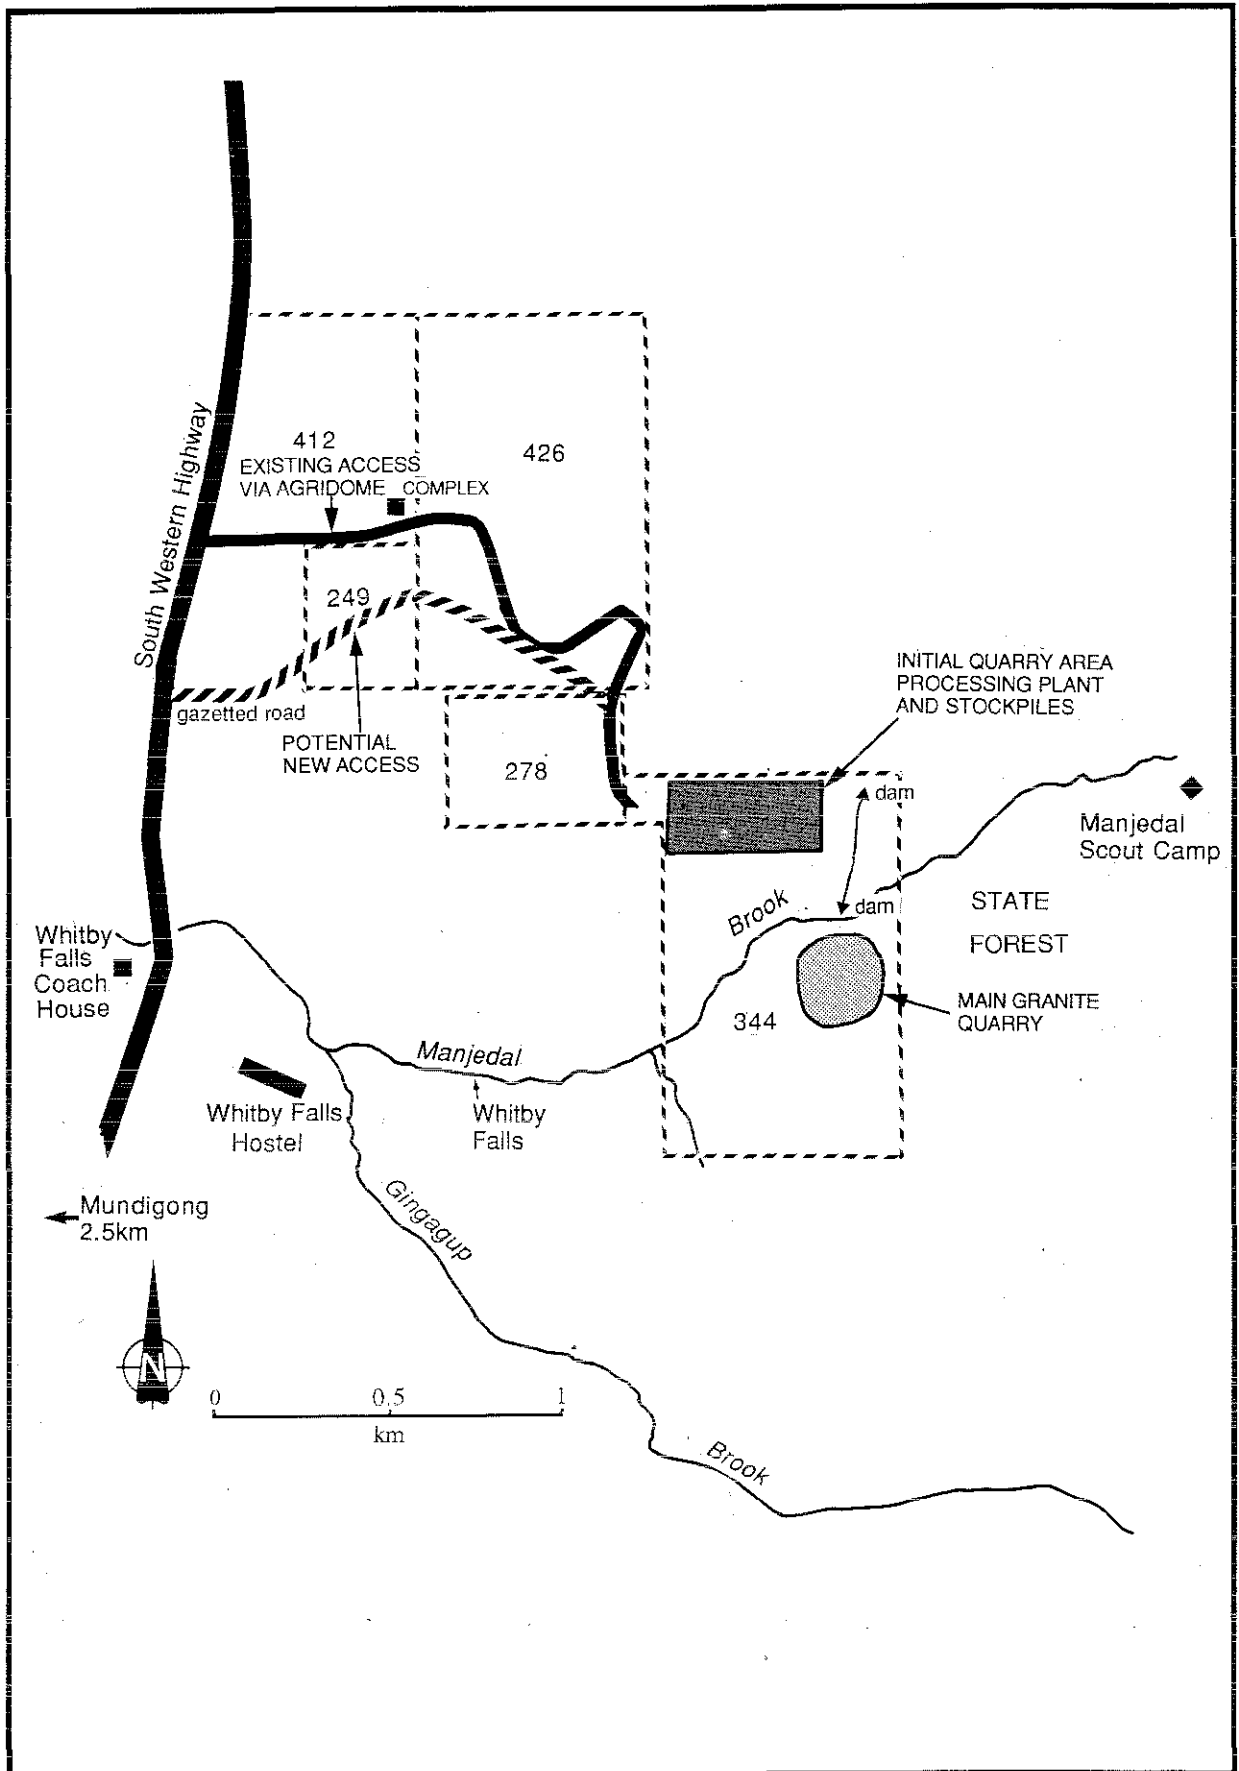 South Western Highway
412
EXISTING ACCESS
VIA AGRIDOME COMPLEX
426
249
gazetted road
POTENTIAL
NEW ACCESS
278
INITIAL QUARRY AREA
PROCESSING PLANT
AND STOCKPILES
dam
Manjedal
Scout Camp
Brook
dam
STATE
FOREST
Whitby
Falls
Coach
House
MAIN GRANITE
QUARRY
344
Manjedal
Whitby Falls
Hostel
Whitby
Falls
Gingagup
Mundigong
2.5km
N
0 0.5 1
km
Brook